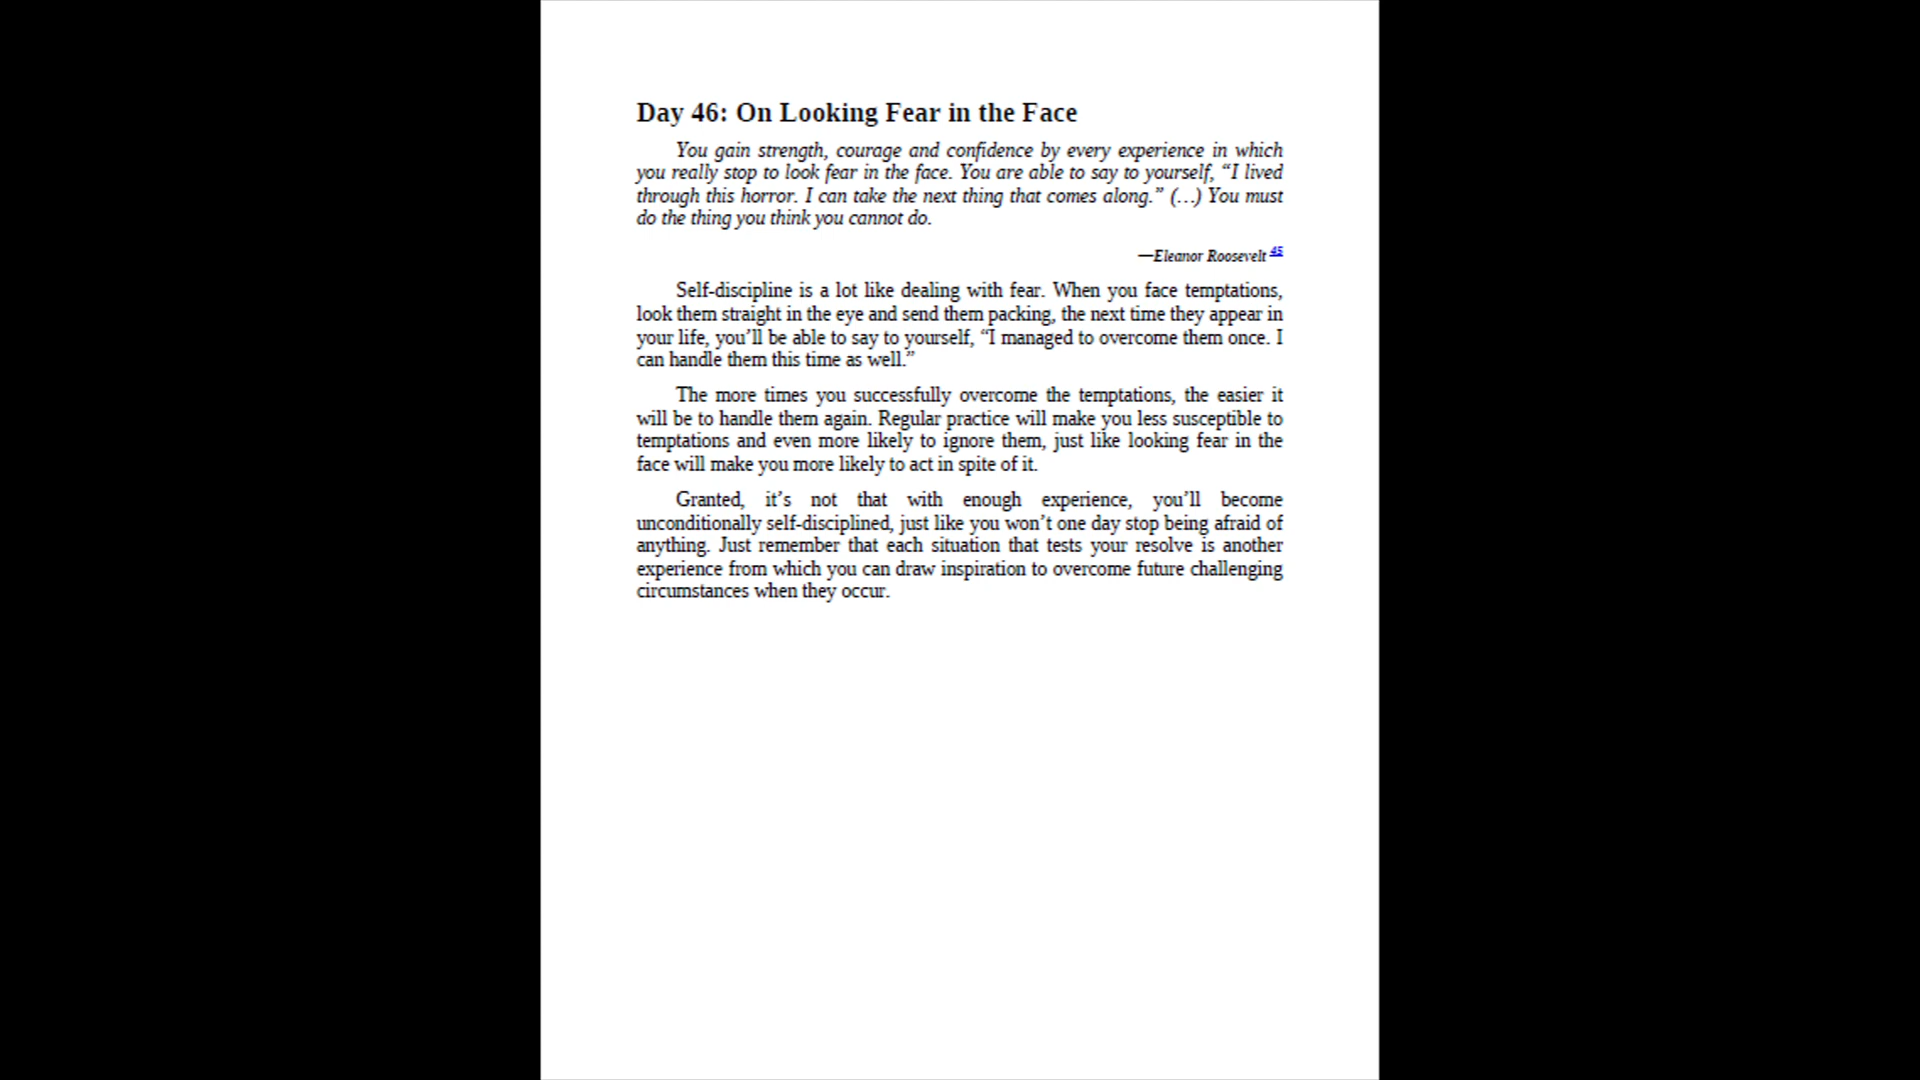 Day 46: On Looking Fear in the Face
You gain strength, courage and confidence by every experience in which
you really stop to look fear in the face. You are able to say to yourself, “I lived
through this horror. I can take the next thing that comes along.” (…) You must
do the thing you think you cannot do.
—Eleanor Roosevelt 45
Self-discipline is a lot like dealing with fear. When you face temptations,
look them straight in the eye and send them packing, the next time they appear in
your life, you’ll be able to say to yourself, “I managed to overcome them once. I
can handle them this time as well.”
The more times you successfully overcome the temptations, the easier it
will be to handle them again. Regular practice will make you less susceptible to
temptations and even more likely to ignore them, just like looking fear in the
face will make you more likely to act in spite of it.
Granted, it’s not that with enough experience, you’ll become
unconditionally self-disciplined, just like you won’t one day stop being afraid of
anything. Just remember that each situation that tests your resolve is another
experience from which you can draw inspiration to overcome future challenging
circumstances when they occur.